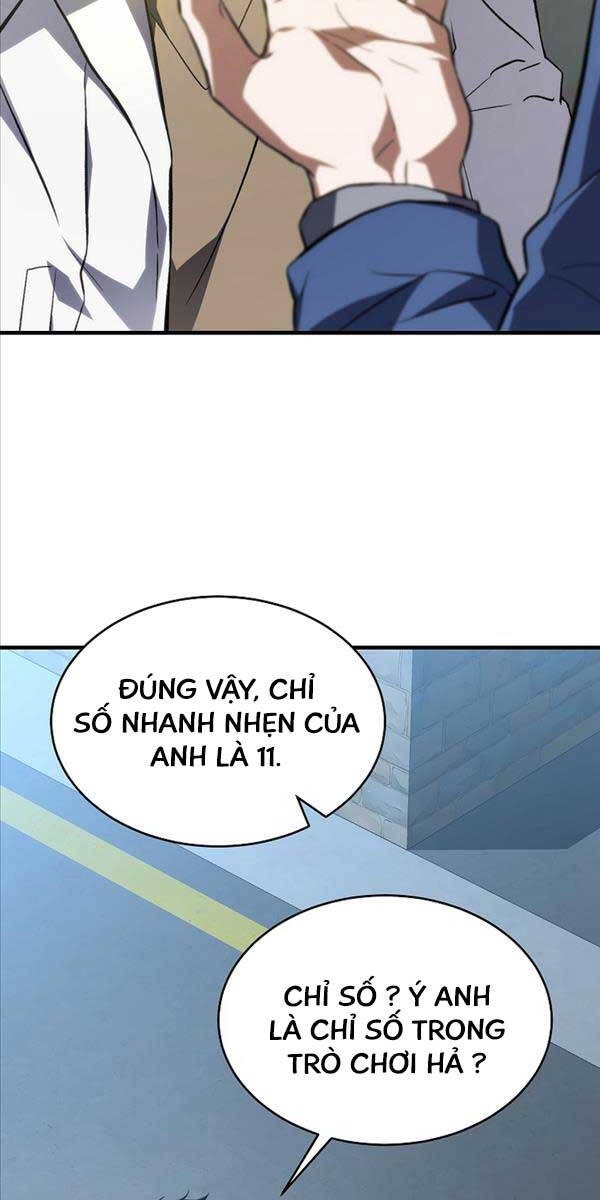 ĐÚNG VẬY, CHỈ
SỐ NHANH NHẸN CỦA
ANH LÀ 11.
CHỈ SỐ ? Ý ANH
LÀ CHỈ SỐ TRONG
TRÒ CHƠI HẢ ?